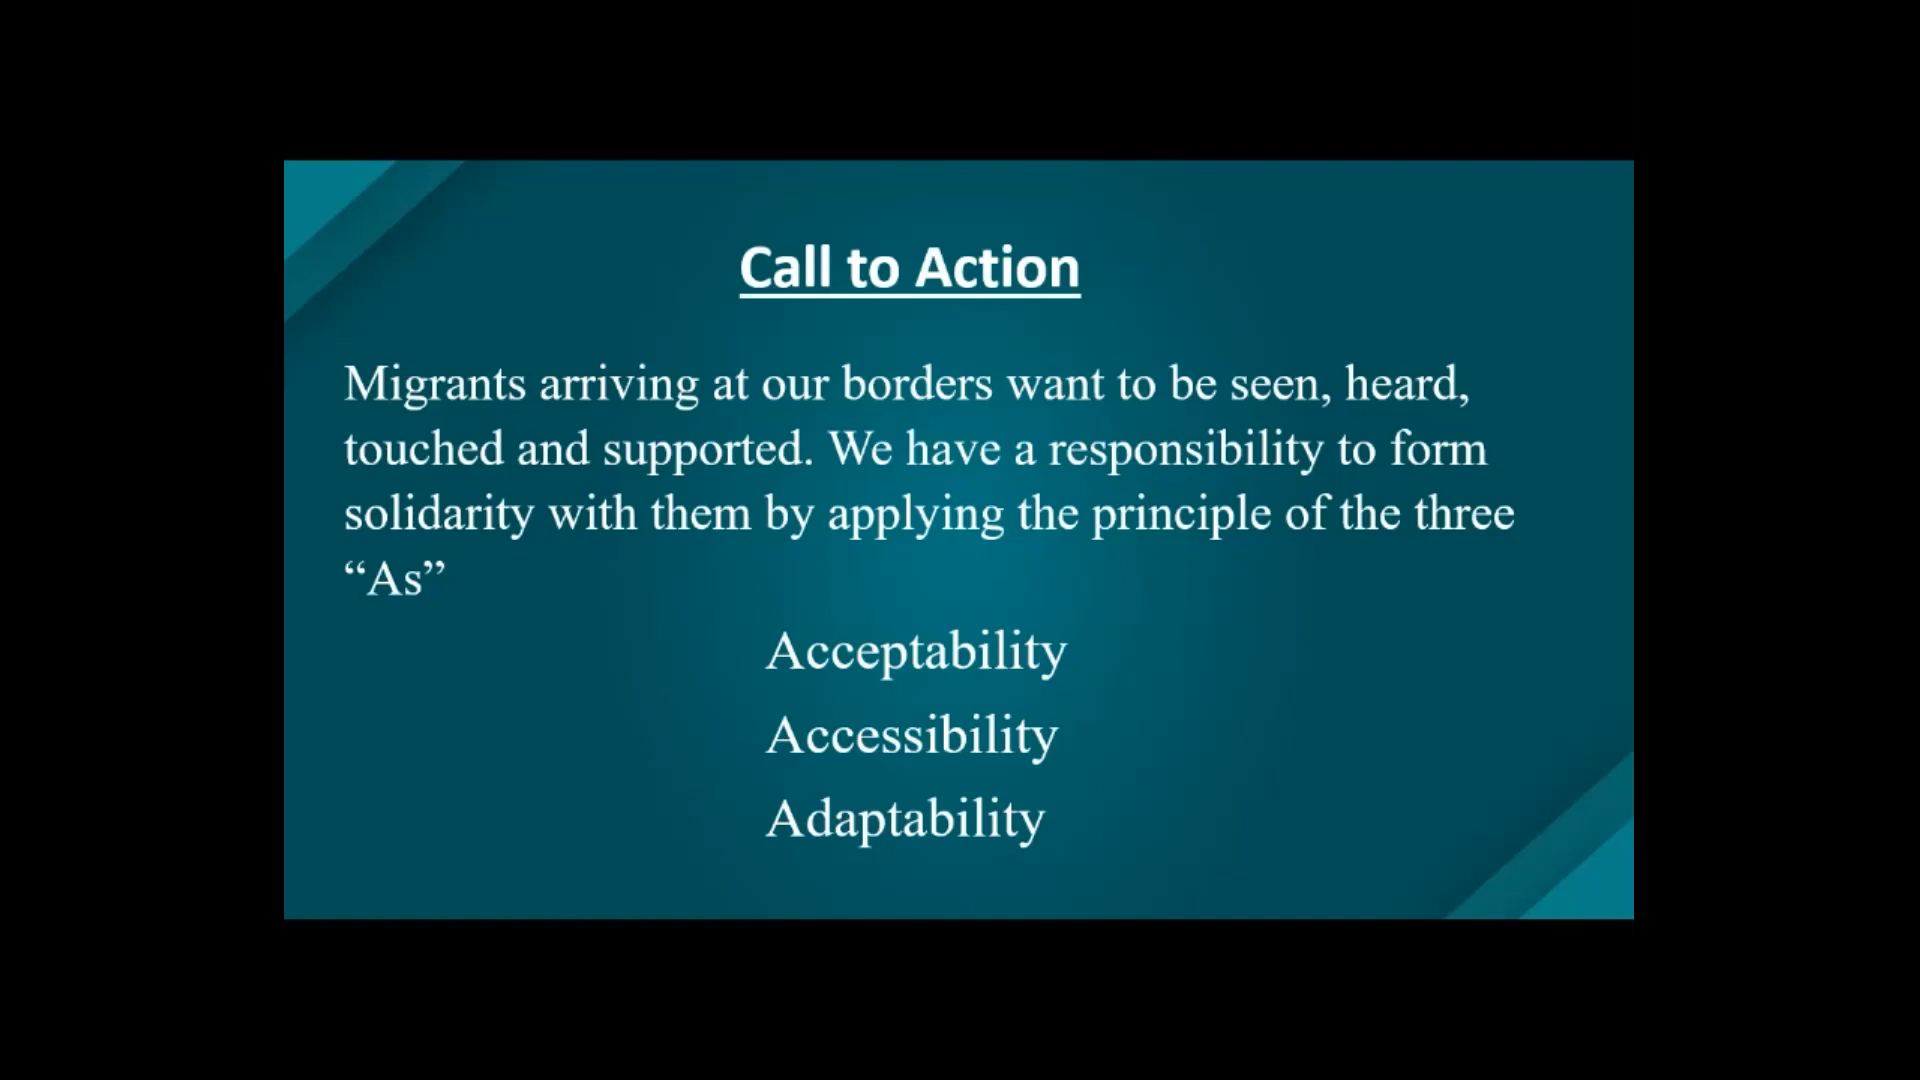 Call to Action
Migrants arriving at our borders want to be seen, heard,
touched and supported. We have a responsibility to form
solidarity with them by applying the principle of the three
“As”
Acceptability
Accessibility
Adaptability